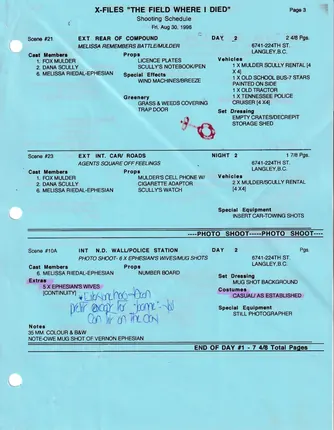 X-FILES "THE FIELD WHERE I DIED" Page 3
Shooting Schedule
Fri, Aug 30, 1996
Scene #21 EXT REAR OF COMPOUND DAY 2 2 4/8 Pgs.
MELISSA REMEMBERS BATTLE/MULDER 6741-224TH ST.
LANGLEY,B.C.
Cast Members
1. FOX MULDER
2. DANA SCULLY
6. MELISSA RIEDAL-EPHESIAN
Props
LICENCE PLATES
SCULLY'S NOTEBOOK/PEN
Special Effects
WIND MACHINES/BREEZE
Greenery
GRASS & WEEDS COVERING
TRAP DOOR
Vehicles
1 X MULDER SCULLY RENTAL [4
X4]
1 X OLD SCHOOL BUS-7 STARS
PAINTED ON SIDE
1 X OLD TRACTOR
1 X TENNESSEE POLICE
CRUISER [4 X4]
Set Dressing
EMPTY CRATES/DECREPIT
STORAGE SHED
Scene #23 EXT INT. CAR/ ROADS NIGHT 2 1 7/8 Pgs.
AGENTS SQUARE OFF FEELINGS 6741-224TH ST.
LANGLEY,B.C.
Cast Members
1. FOX MULDER
2. DANA SCULLY
6. MELISSA RIEDAL-EPHESIAN
Props
MULDER'S CELL PHONE W/
CIGARETTE ADAPTOR
SCULLY'S WATCH
Vehicles
2 X MULDER/SCULLY RENTAL
[4 X4]
Special Equipment
INSERT CAR-TOWING SHOTS
----PHOTO SHOOT-----PHOTO SHOOT----
Scene #10A INT N.D. WALL/POLICE STATION DAY 2 Pgs.
PHOTO SHOOT- 6 X EPHESIAN'S WIVES/MUG SHOTS 6741-224TH ST.
LANGLEY,B.C.
Cast Members
6. MELISSA RIEDAL-EPHESIAN
Extras
5 X EPHESIAN'S WIVES
[CONTINUITY]
Props
NUMBER BOARD
Set Dressing
MUG SHOT BACKGROUND
Costumes
CASUAL/ AS ESTABLISHED
Special Equipment
STILL PHOTOGRAPHER
except for
on the day
Notes
35 MM. COLOUR & B&W
NOTE-OWE MUG SHOT OF VERNON EPHESIAN
END OF DAY #1 - 7 4/8 Total Pages